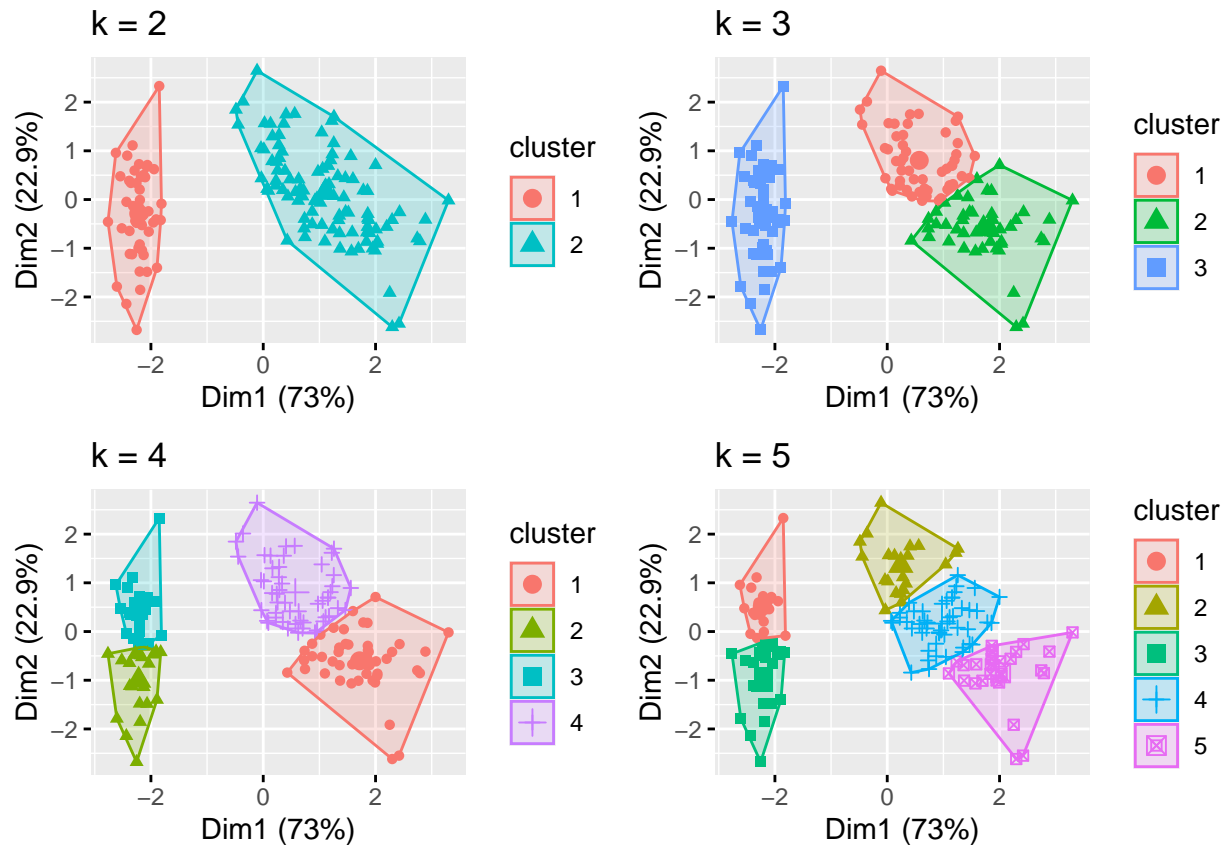 k = 2
Dim2 (22.9%)
2
1
0
−1
−2
−2
0
2
Dim1 (73%)
cluster
1
2
k = 3
Dim2 (22.9%)
2
1
0
−1
−2
−2
0
2
Dim1 (73%)
cluster
1
2
3
k = 4
Dim2 (22.9%)
2
1
0
−1
−2
−2
0
2
Dim1 (73%)
cluster
1
2
3
4
k = 5
Dim2 (22.9%)
2
1
0
−1
−2
−2
0
2
Dim1 (73%)
cluster
1
2
3
4
5